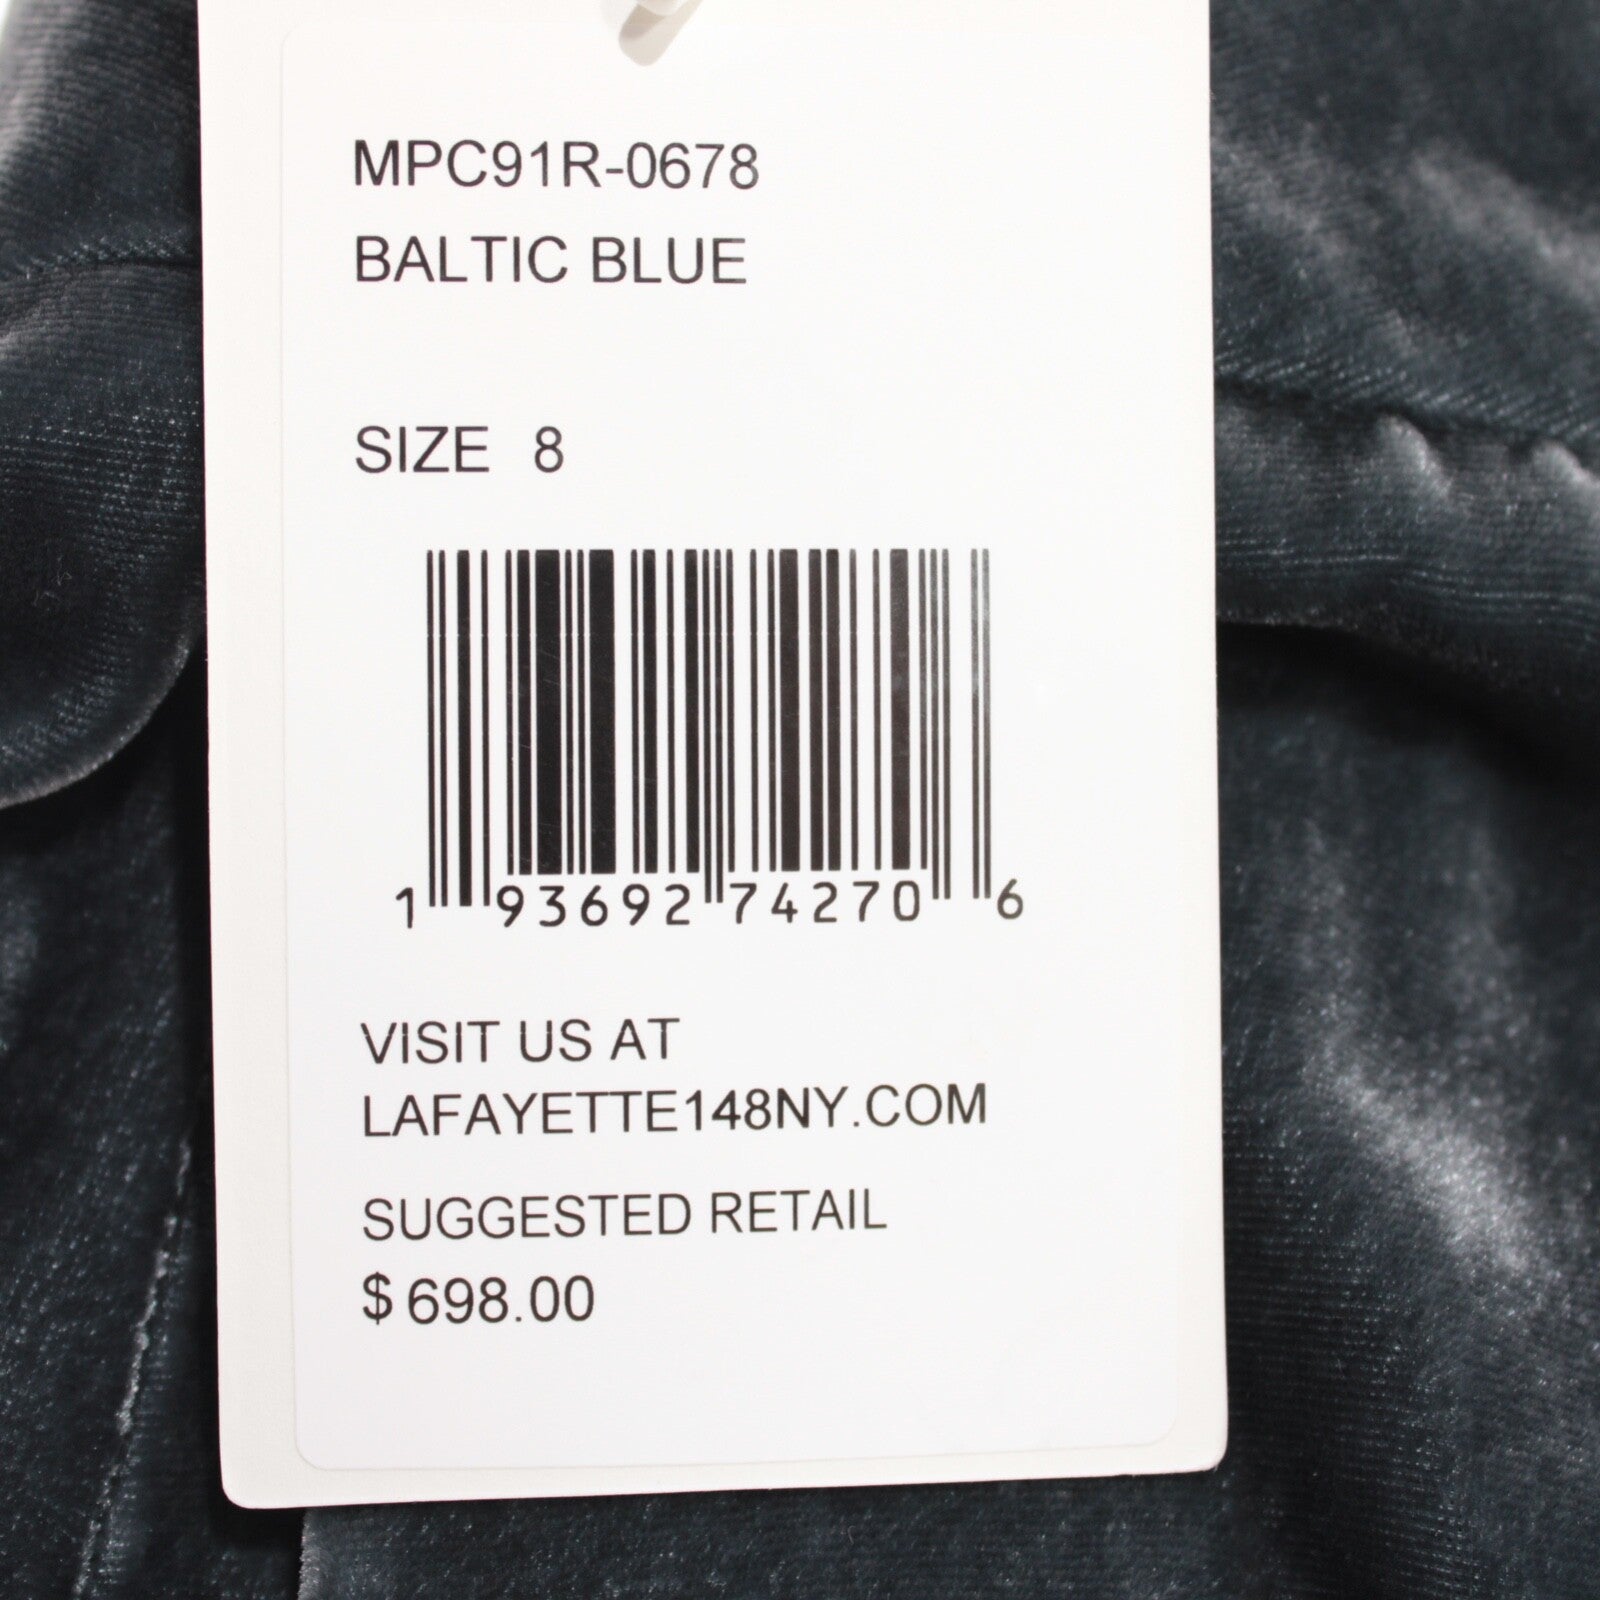 MPC91R-0678
BALTIC BLUE
SIZE 8
1 93692 74270 6
VISIT US AT
LAFAYETTE148NY.COM
SUGGESTED RETAIL
$ 698.00